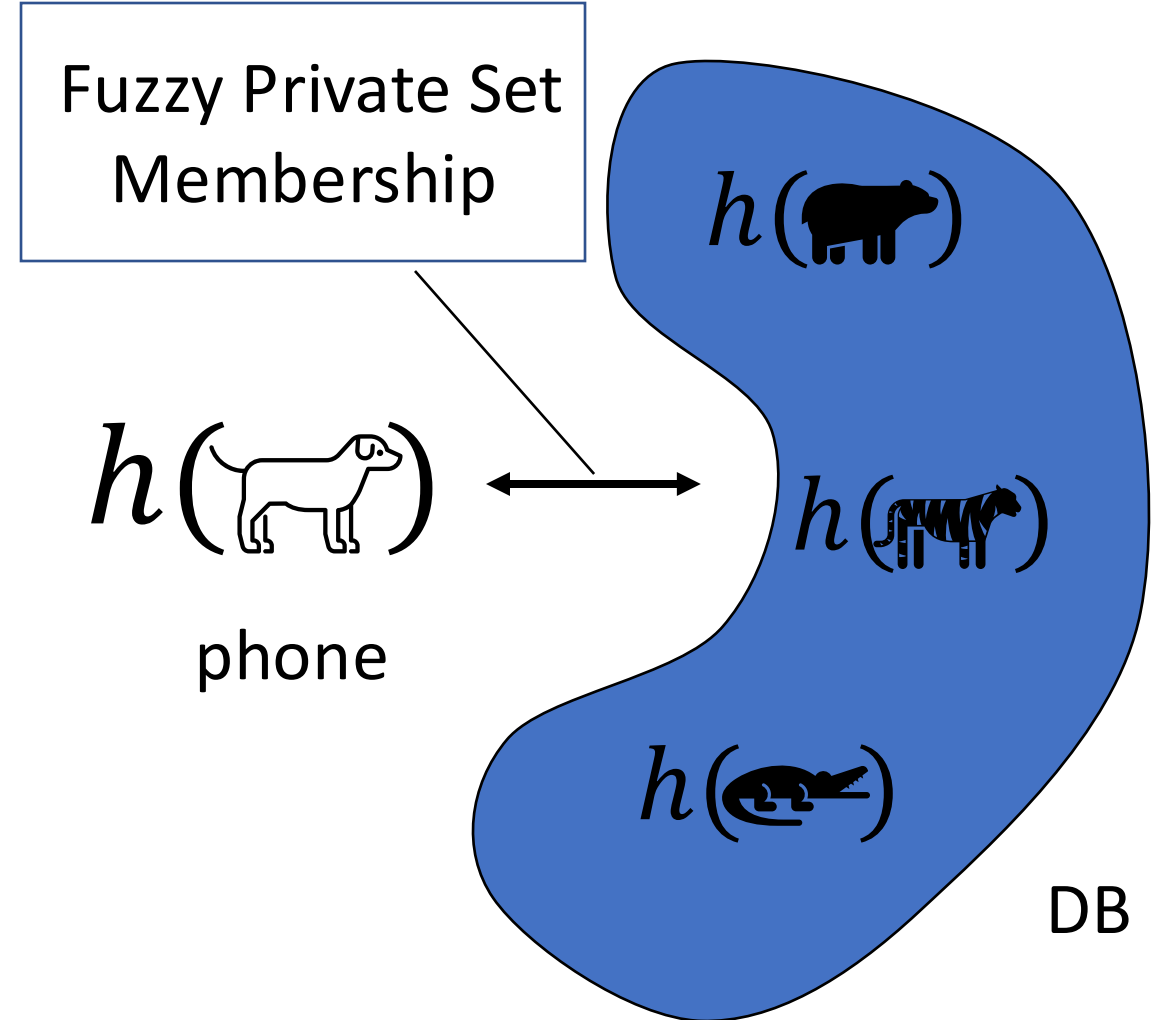 Fuzzy Private Set
Membership
h( )
h( )
h( )
phone
h( )
DB